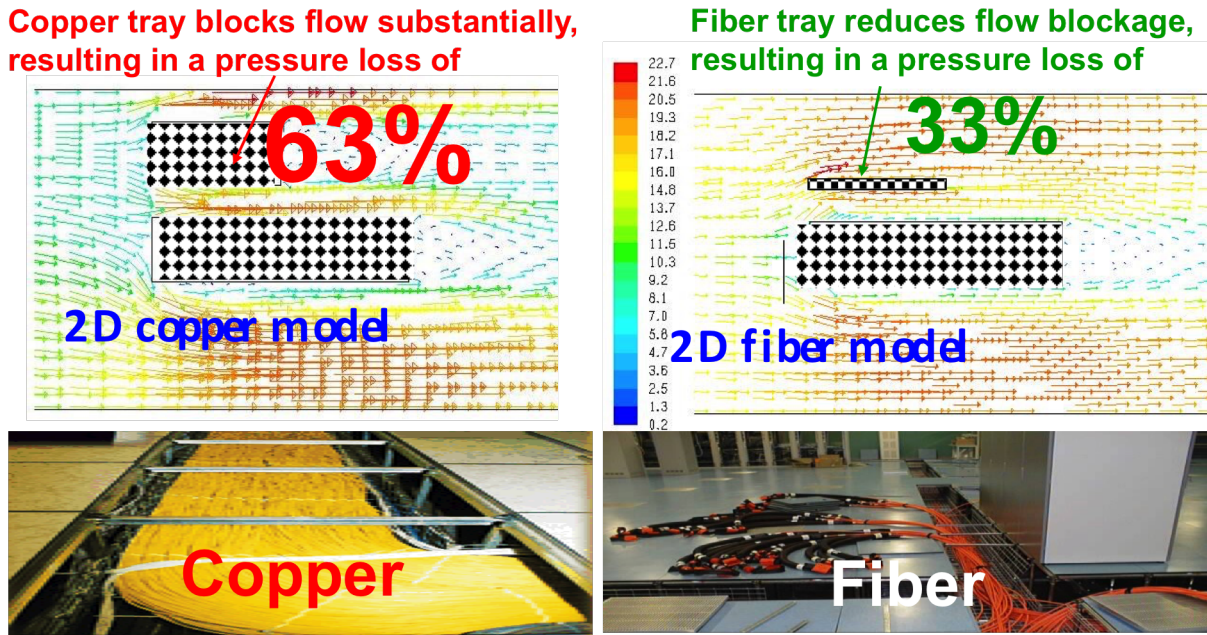 Copper tray blocks flow substantially,
resulting in a pressure loss of
63%
2D copper model
Fiber tray reduces flow blockage,
resulting in a pressure loss of
33%
22.7
21.6
20.5
19.3
18.2
17.1
16.0
14.8
13.7
12.6
11.5
10.3
9.2
8.1
7.0
5.8
4.7
3.6
2.5
1.3
0.2
2D fiber model
Copper
Fiber